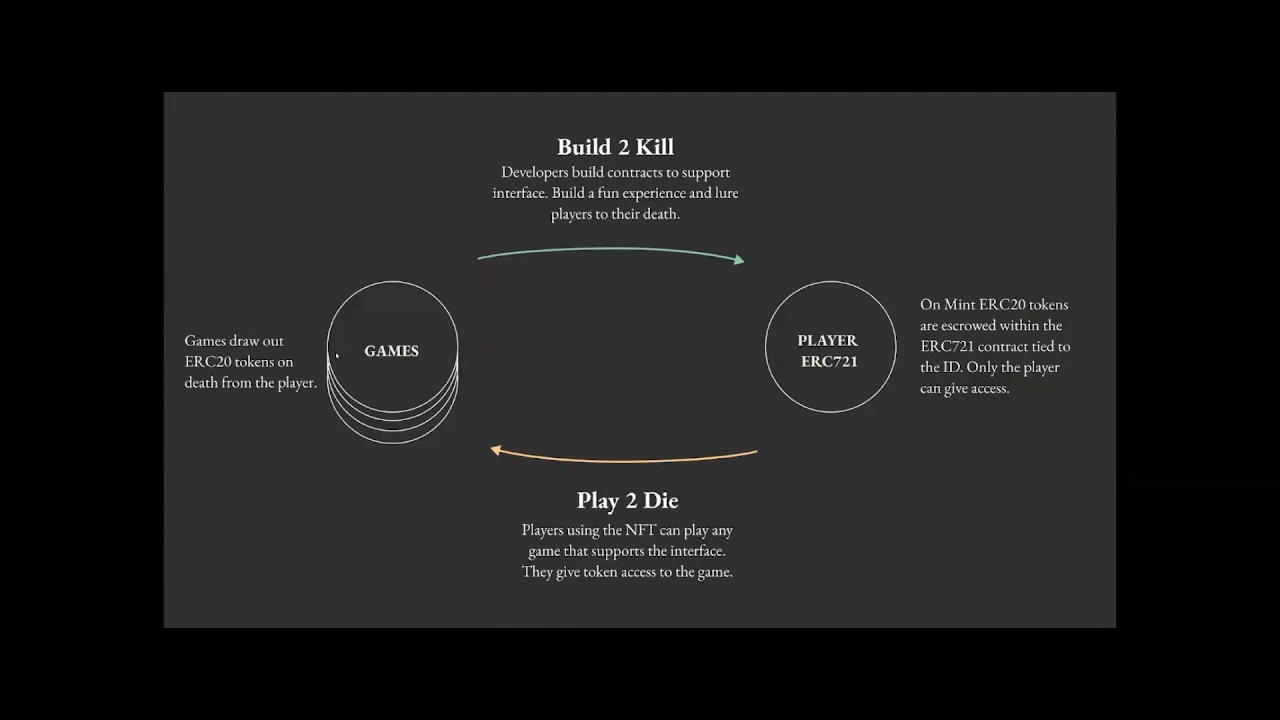 Build 2 Kill
Developers build contracts to support
interface. Build a fun experience and lure
players to their death.
Games draw out
ERC20 tokens on
death from the player.
GAMES
PLAYER
ERC721
On Mint ERC20 tokens
are escrowed within the
ERC721 contract tied to
the ID. Only the player
can give access.
Play 2 Die
Players using the NFT can play any
game that supports the interface.
They give token access to the game.